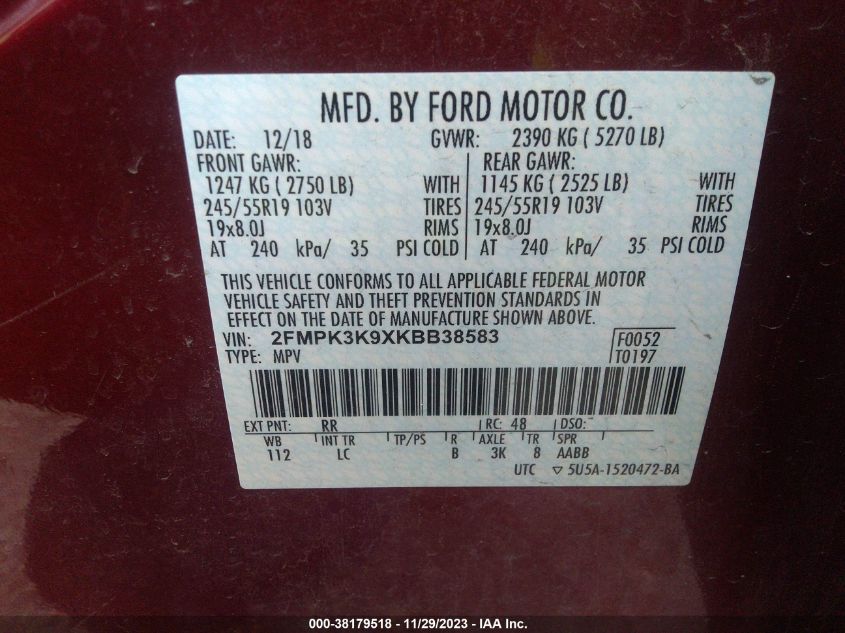 MFD. BY FORD MOTOR CO.
DATE: 12/18 GVWR: 2390 KG ( 5270 LB)
FRONT GAWR: REAR GAWR:
1247 KG ( 2750 LB) WITH 1145 KG ( 2525 LB) WITH
245/55R19 103V TIRES 245/55R19 103V TIRES
19x8.0J RIMS 19x8.0J RIMS
AT 240 kPa/ 35 PSI COLD AT 240 kPa/ 35 PSI COLD
THIS VEHICLE CONFORMS TO ALL APPLICABLE FEDERAL MOTOR
VEHICLE SAFETY AND THEFT PREVENTION STANDARDS IN
EFFECT ON THE DATE OF MANUFACTURE SHOWN ABOVE.
VIN: 2FMPK3K9XKBB38583 F0052
TYPE: MPV T0197
EXT PNT: RR RC: 48 DSO:
WB INT TR TP/PS R AXLE TR SPR
112 LC B 3K 8 AABB
UTC ▽ 5U5A-1520472-BA
000-38179518 - 11/29/2023 - IAA Inc.